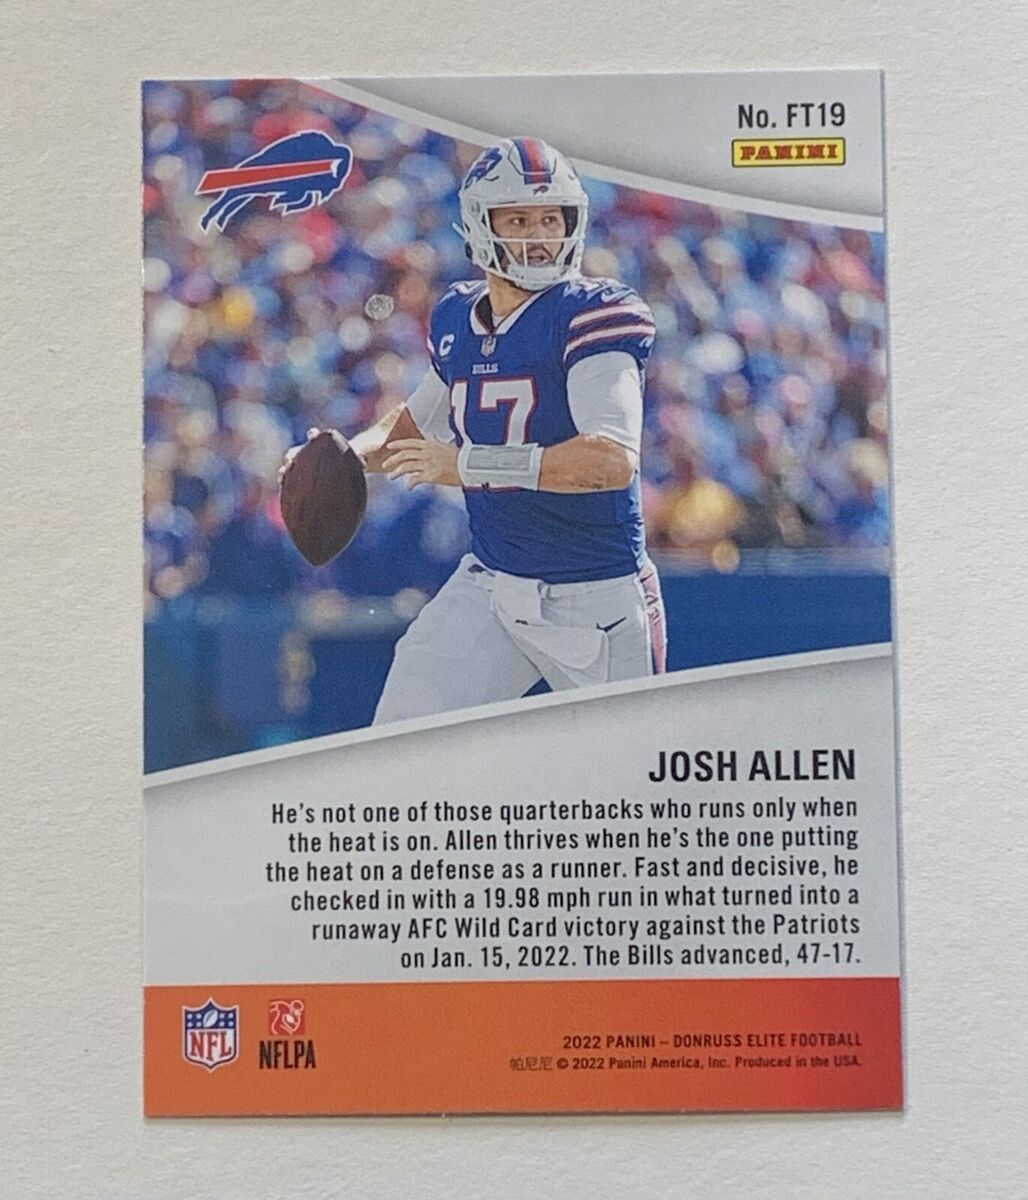 No. FT19
PANINI
C
BILLS
17
JOSH ALLEN
He's not one of those quarterbacks who runs only when
the heat is on. Allen thrives when he's the one putting
the heat on a defense as a runner. Fast and decisive, he
checked in with a 19.98 mph run in what turned into a
runaway AFC Wild Card victory against the Patriots
on Jan. 15, 2022. The Bills advanced, 47-17.
NFL
NFLPA
2022 PANINI – DONRUSS ELITE FOOTBALL
帕尼尼 © 2022 Panini America, Inc. Produced in the USA.